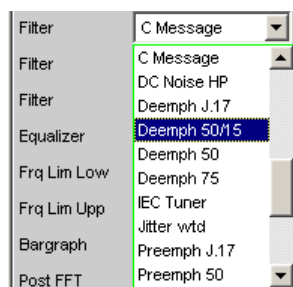 Filter C Message
Filter C Message
DC Noise HP
Filter Deemph J.17
Equalizer Deemph 50/15
Deemph 50
Frq Lim Low Deemph 75
Frq Lim Upp IEC Tuner
Jitter wtd
Bargraph Preemph J.17
Post FFT Preemph 50